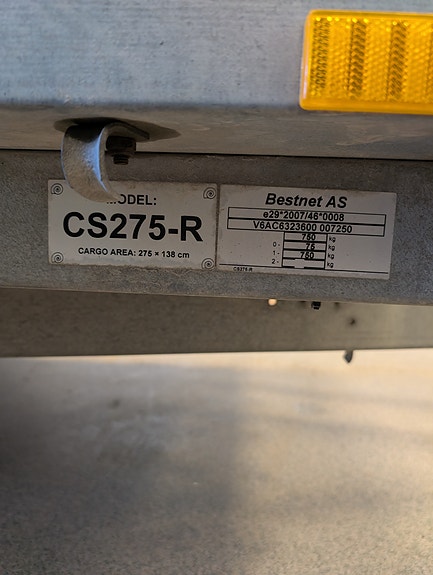 MODEL:
CS275-R
CARGO AREA: 275 × 138 cm
Bestnet AS
e29*2007/46*0008
V6AC6323600 007250
750 kg
0 - 75 kg
1 - 750 kg
2 - kg
CS275-R